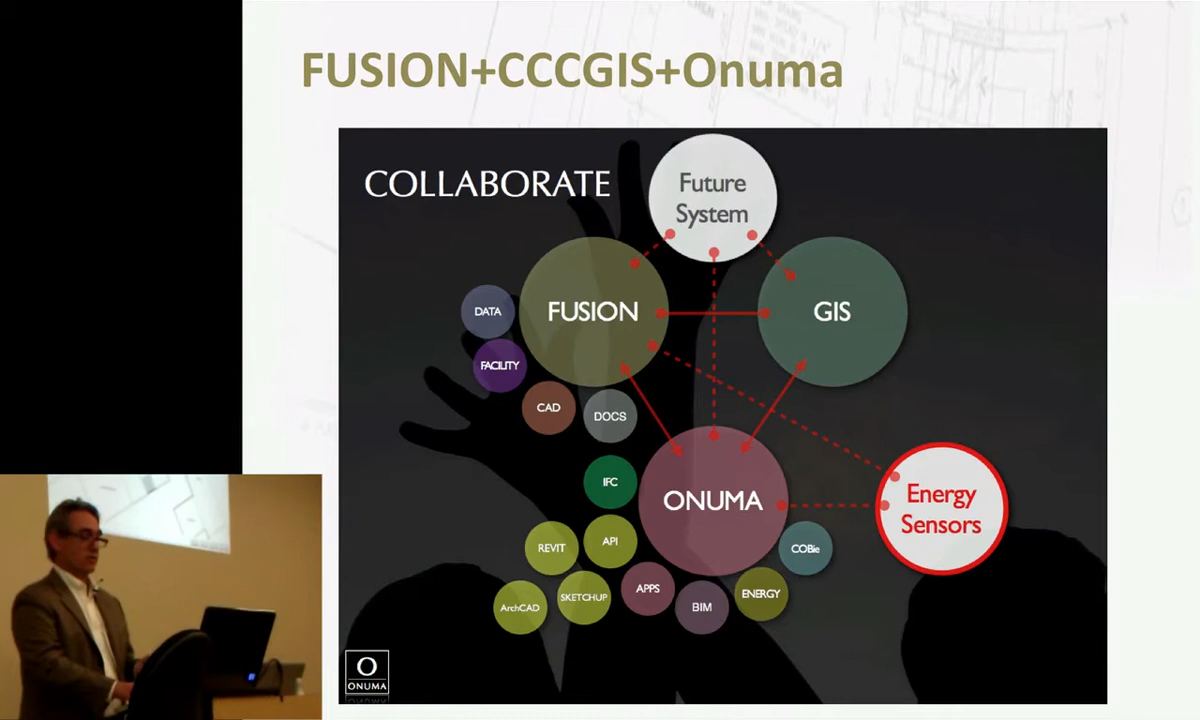 FUSION+CCCGIS+Onuma
COLLABORATE
Future
System
FUSION
GIS
DATA
FACILITY
CAD
DOCS
IFC
ONUMA
Energy
Sensors
REVIT
API
COBie
ArchCAD
SKETCHUP
APPS
BIM
ENERGY
O
ONUMA